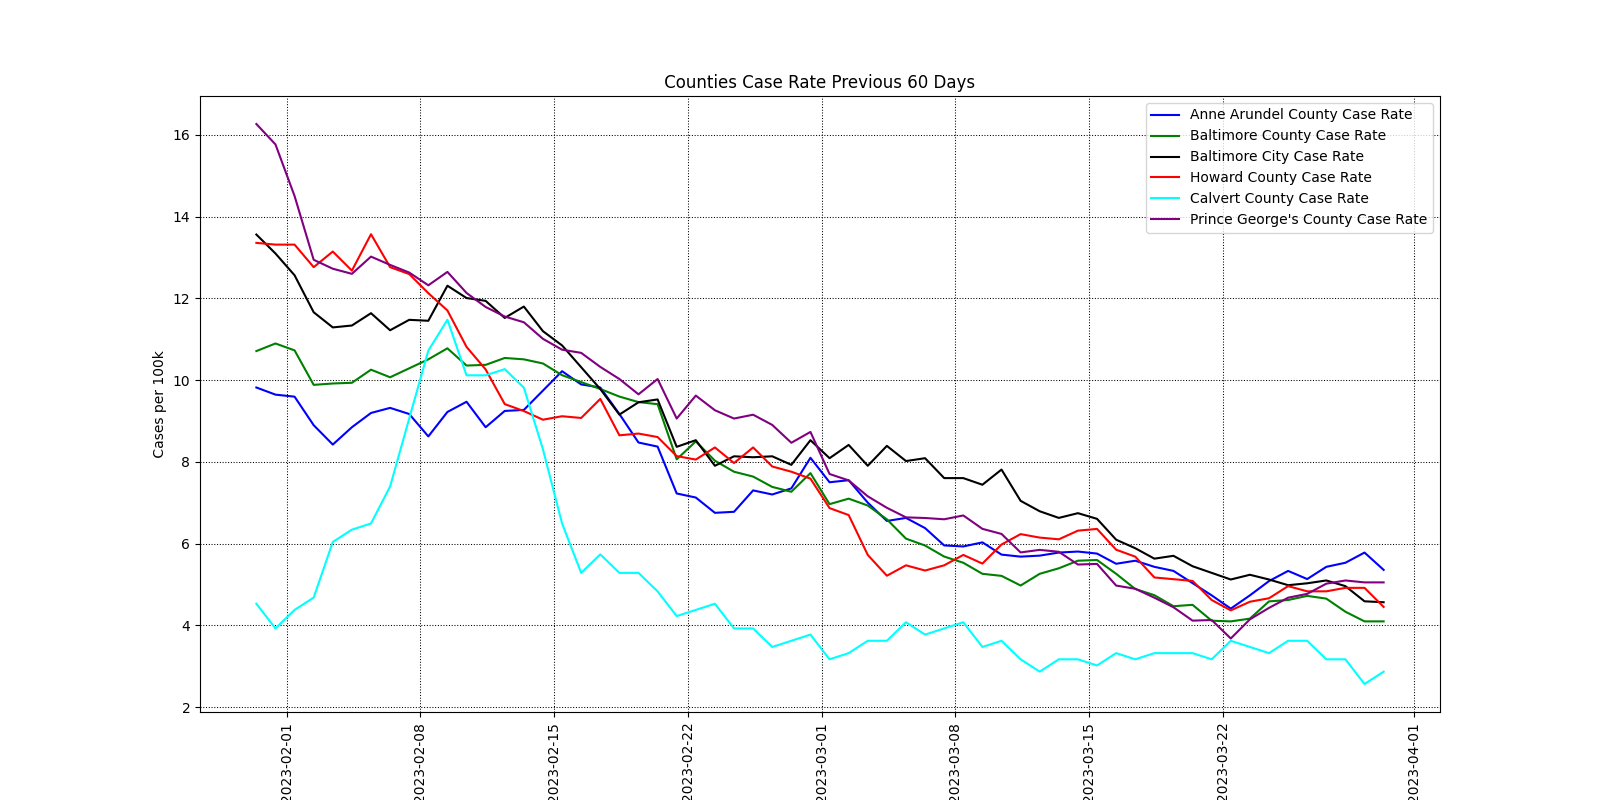 Counties Case Rate Previous 60 Days
Cases per 100k
16
14
12
10
8
6
4
2
Anne Arundel County Case Rate
Baltimore County Case Rate
Baltimore City Case Rate
Howard County Case Rate
Calvert County Case Rate
Prince George's County Case Rate
2023-02-01
2023-02-08
2023-02-15
2023-02-22
2023-03-01
2023-03-08
2023-03-15
2023-03-22
2023-04-01